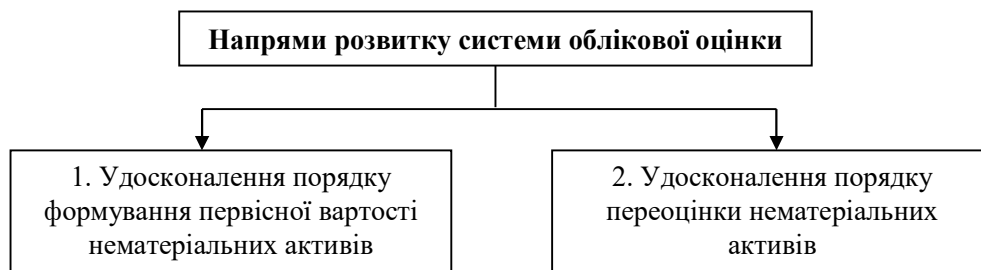 Напрями розвитку системи облікової оцінки
1. Удосконалення порядку
формування первісної вартості
нематеріальних активів
2. Удосконалення порядку
переоцінки нематеріальних
активів